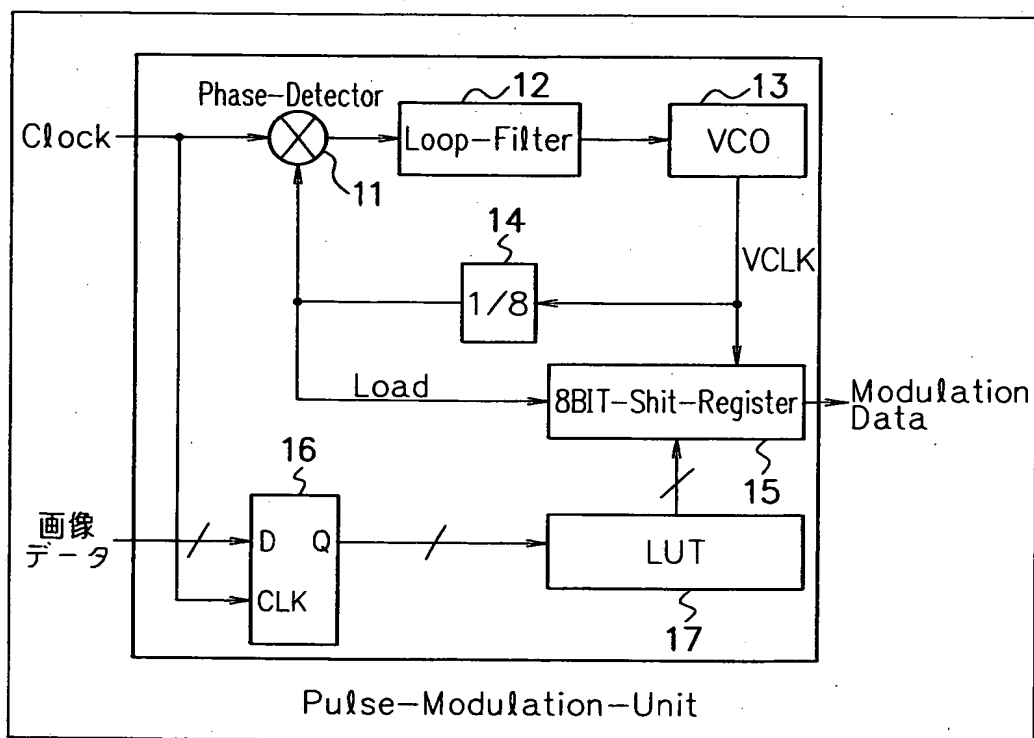 Phase-Detector
12
13
Clock
Loop-Filter
VCO
11
14
VCLK
1/8
Load
8BIT-Shit-Register
Modulation
Data
16
15
画像
データ
D
Q
LUT
CLK
17
Pulse-Modulation-Unit